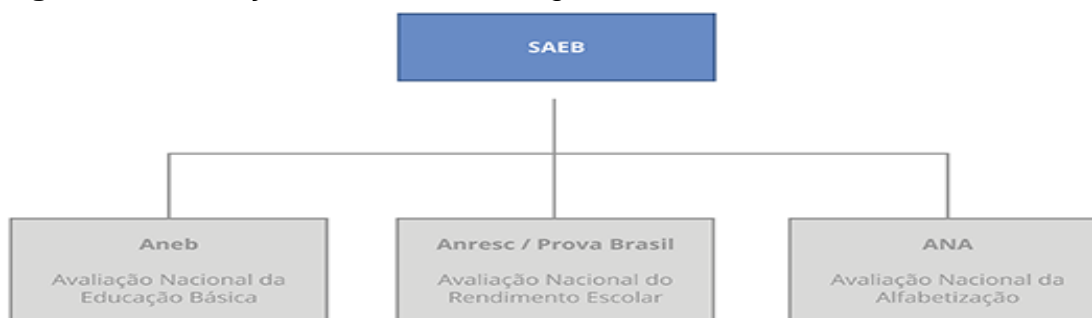 SAEB
Aneb
Avaliação Nacional da
Educação Básica
Anresc / Prova Brasil
Avaliação Nacional do
Rendimento Escolar
ANA
Avaliação Nacional da
Alfabetização